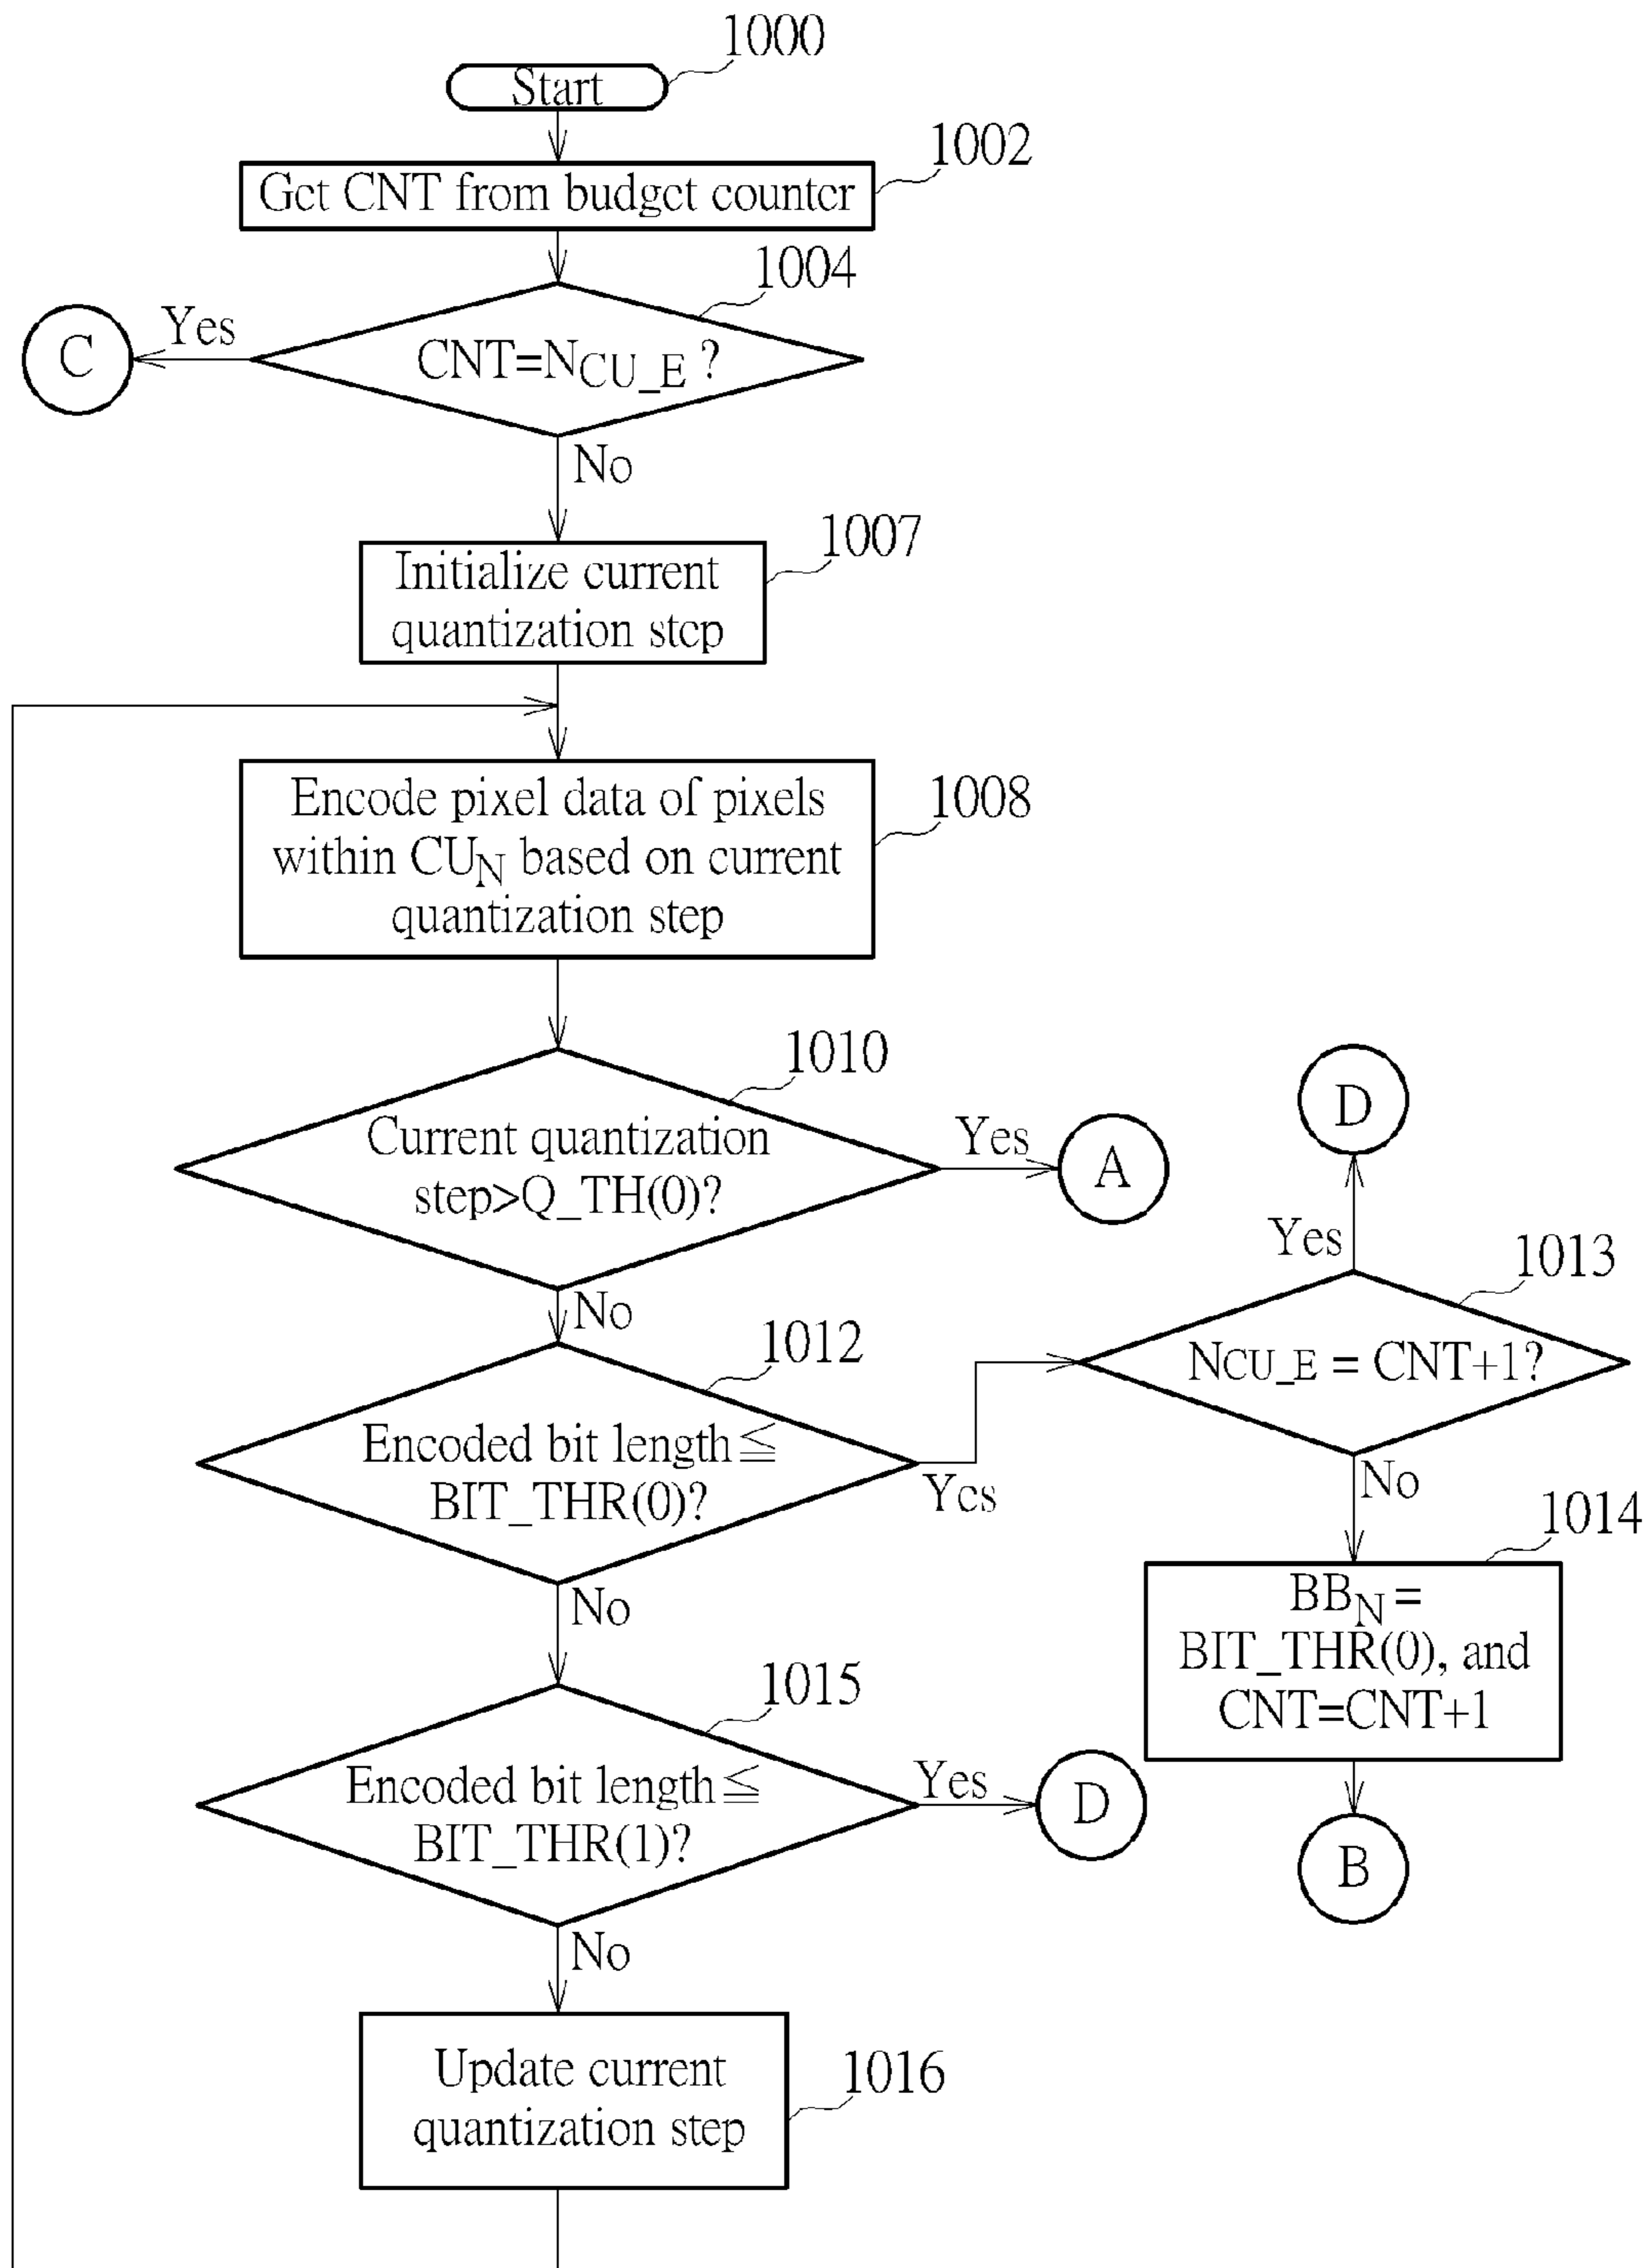 1000
Start
1002
Get CNT from budget counter
1004
Yes
C
CNT=NCU_E ?
No
1007
Initialize current
quantization step
1008
Encode pixel data of pixels
within CUN based on current
quantization step
1010
Current quantization
step>Q_TH(0)?
Yes
A
D
Yes
1013
NCU_E = CNT+1?
No
1012
Encoded bit length≦
BIT_THR(0)?
Yes
No
1014
BBN =
BIT_THR(0), and
CNT=CNT+1
B
No
1015
Encoded bit length≦
BIT_THR(1)?
Yes
D
No
1016
Update current
quantization step